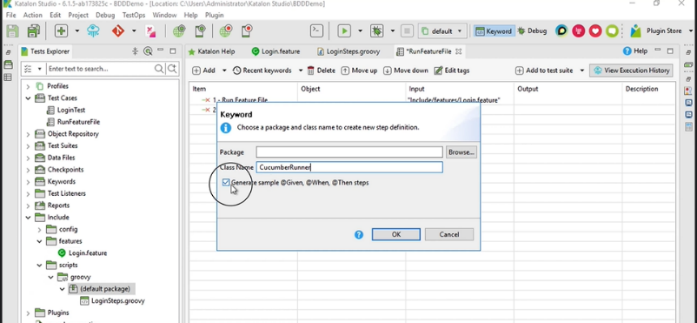 Katalon Studio - 6.1.5-ab173825c - BDDDemo - [Location: C:\Users\Administrator\Katalon Studio\BDDDemo]
File Edit Project Debug TestOps Window Help Plugin
default Keyword Debug Plugin Store
Tests Explorer
Katalon Help Login.feature LoginSteps.groovy *RunFeatureFile Help
Enter text to search...
Add Recent keywords Delete Move up Move down Edit tags Add to test suite View Execution History
Item Object Input Output Description
1 - Run Feature File "Include/features/Login.feature"
2
Profiles
Test Cases
LoginTest
RunFeatureFile
Object Repository
Test Suites
Data Files
Checkpoints
Keywords
Test Listeners
Reports
Include
config
features
Login.feature
scripts
groovy
(default package)
LoginSteps.groovy
Plugins
Keyword
Choose a package and class name to create new step definition.
Package Browse...
Class Name CucumberRunner
Generate sample @Given, @When, @Then steps
OK Cancel